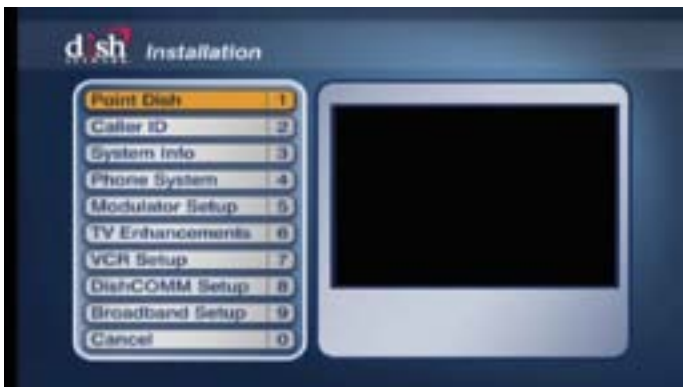 dish Installation
NETWORK
Point Dish 1
Caller ID 2
System Info 3
Phone System 4
Modulator Setup 5
TV Enhancements 6
VCR Setup 7
DishCOMM Setup 8
Broadband Setup 9
Cancel 0